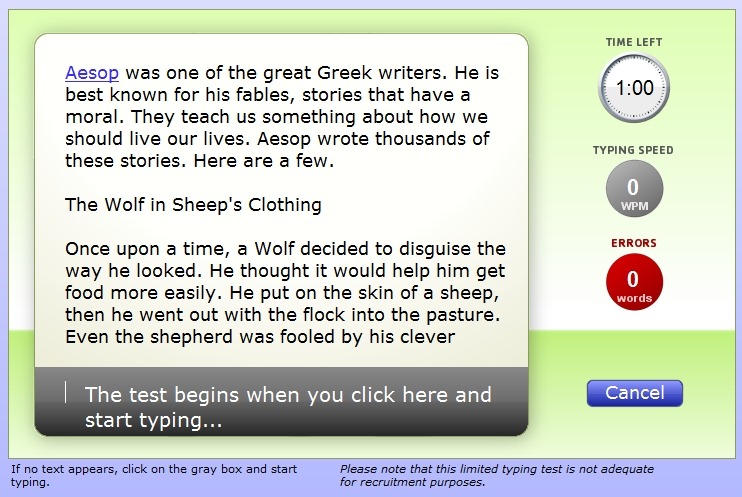 Aesop was one of the great Greek writers. He is
best known for his fables, stories that have a
moral. They teach us something about how we
should live our lives. Aesop wrote thousands of
these stories. Here are a few.
The Wolf in Sheep's Clothing
Once upon a time, a Wolf decided to disguise the
way he looked. He thought it would help him get
food more easily. He put on the skin of a sheep,
then he went out with the flock into the pasture.
Even the shepherd was fooled by his clever
The test begins when you click here and
start typing...
TIME LEFT
1:00
TYPING SPEED
0
WPM
ERRORS
0
words
Cancel
If no text appears, click on the gray box and start
typing.
Please note that this limited typing test is not adequate
for recruitment purposes.